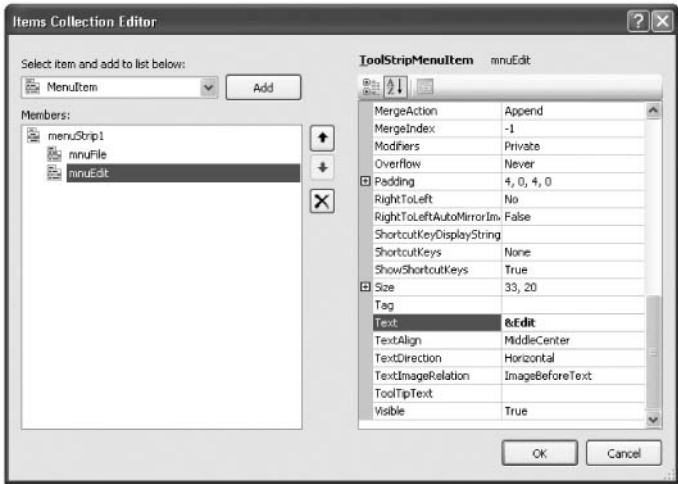 Items Collection Editor
Select item and add to list below:
MenuItem
Add
Members:
menuStrip1
mnuFile
mnuEdit
ToolStripMenuItem mnuEdit
MergeAction Append
MergeIndex -1
Modifiers Private
Overflow Never
Padding 4, 0, 4, 0
RightToLeft No
RightToLeftAutoMirrorIm False
ShortcutKeyDisplayString
ShortcutKeys None
ShowShortcutKeys True
Size 33, 20
Tag
Text &Edit
TextAlign MiddleCenter
TextDirection Horizontal
TextImageRelation ImageBeforeText
ToolTipText
Visible True
OK
Cancel